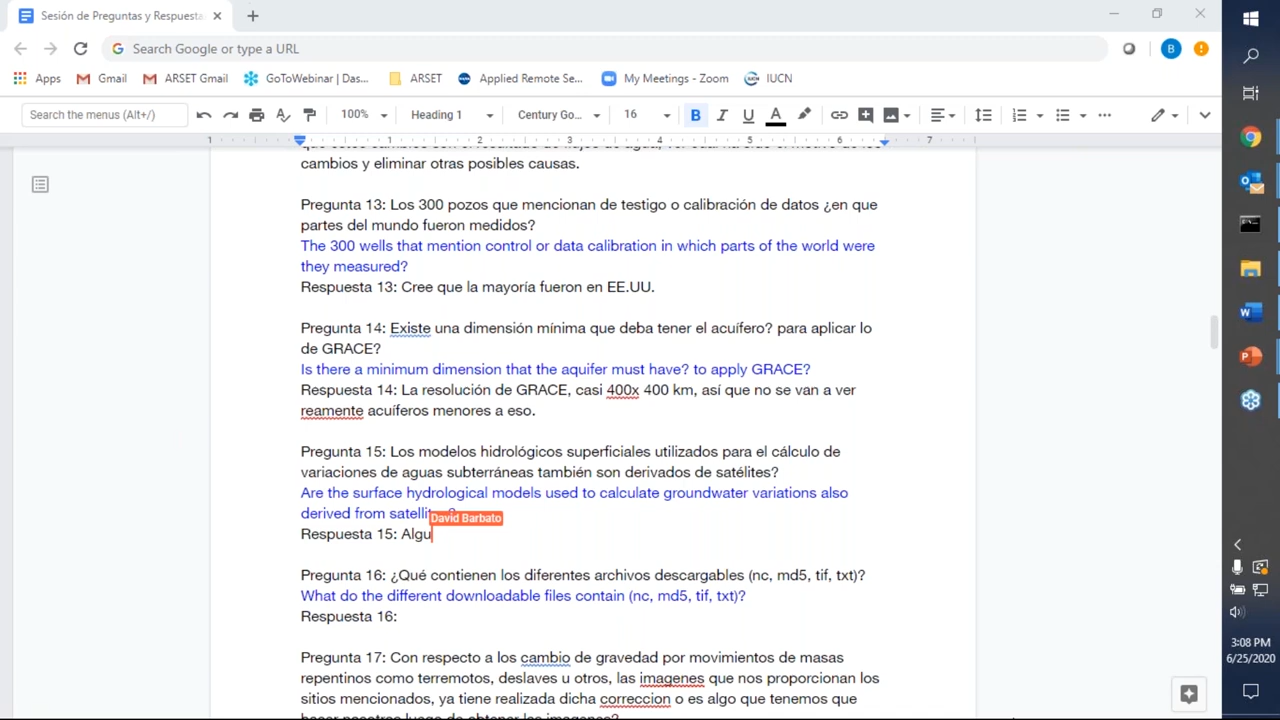 Sesión de Preguntas y Respuesta
Search Google or type a URL
B
Apps Gmail ARSET Gmail GoToWebinar | Das... ARSET Applied Remote Se... My Meetings - Zoom IUCN
Search the menus (Alt+/) 100% Heading 1 Century Go... 16 B I U A
1 1 2 3 4 5 6 7
cambios y eliminar otras posibles causas.
Pregunta 13: Los 300 pozos que mencionan de testigo o calibración de datos ¿en que
partes del mundo fueron medidos?
The 300 wells that mention control or data calibration in which parts of the world were
they measured?
Respuesta 13: Cree que la mayoría fueron en EE.UU.
Pregunta 14: Existe una dimensión mínima que deba tener el acuífero? para aplicar lo
de GRACE?
Is there a minimum dimension that the aquifer must have? to apply GRACE?
Respuesta 14: La resolución de GRACE, casi 400x 400 km, así que no se van a ver
reamente acuíferos menores a eso.
Pregunta 15: Los modelos hidrológicos superficiales utilizados para el cálculo de
variaciones de aguas subterráneas también son derivados de satélites?
Are the surface hydrological models used to calculate groundwater variations also
derived from satellit
David Barbato
Respuesta 15: Algu
Pregunta 16: ¿Qué contienen los diferentes archivos descargables (nc, md5, tif, txt)?
What do the different downloadable files contain (nc, md5, tif, txt)?
Respuesta 16:
Pregunta 17: Con respecto a los cambio de gravedad por movimientos de masas
repentinos como terremotos, deslaves u otros, las imagenes que nos proporcionan los
sitios mencionados, ya tiene realizada dicha correccion o es algo que tenemos que
3:08 PM
6/25/2020